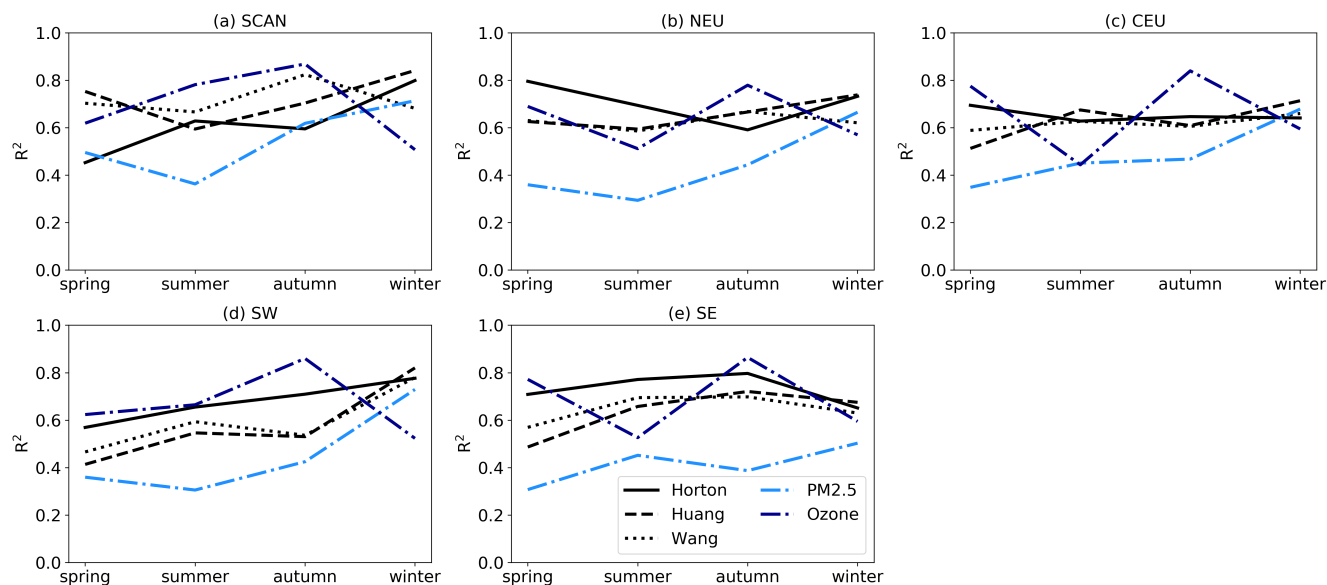 (a) SCAN
1.0
0.8
0.6
0.4
0.2
0.0
R²
spring summer autumn winter
(b) NEU
1.0
0.8
0.6
0.4
0.2
0.0
R²
spring summer autumn winter
(c) CEU
1.0
0.8
0.6
0.4
0.2
0.0
R²
spring summer autumn winter
(d) SW
1.0
0.8
0.6
0.4
0.2
0.0
R²
spring summer autumn winter
(e) SE
1.0
0.8
0.6
0.4
0.2
0.0
R²
spring summer autumn winter
Horton
Huang
Wang
PM2.5
Ozone